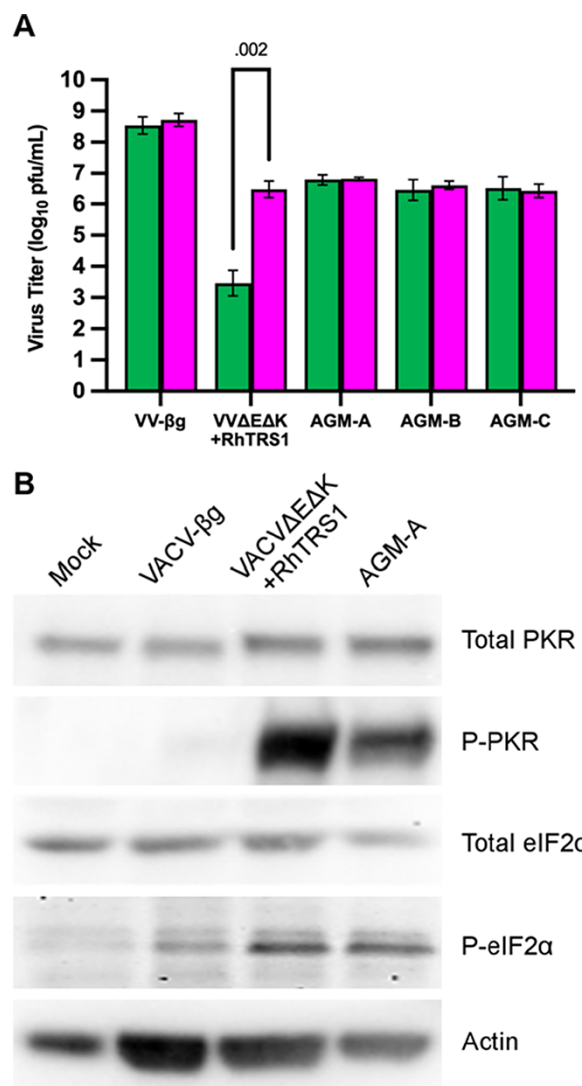 A
.002
10
9
8
7
6
5
4
3
2
1
0
Virus Titer (log10 pfu/mL)
VV-βg
VVΔEΔK
+RhTRS1
AGM-A
AGM-B
AGM-C
B
Mock
VACV-βg
VACVΔEΔK
+RhTRS1
AGM-A
Total PKR
P-PKR
Total eIF2α
P-eIF2α
Actin